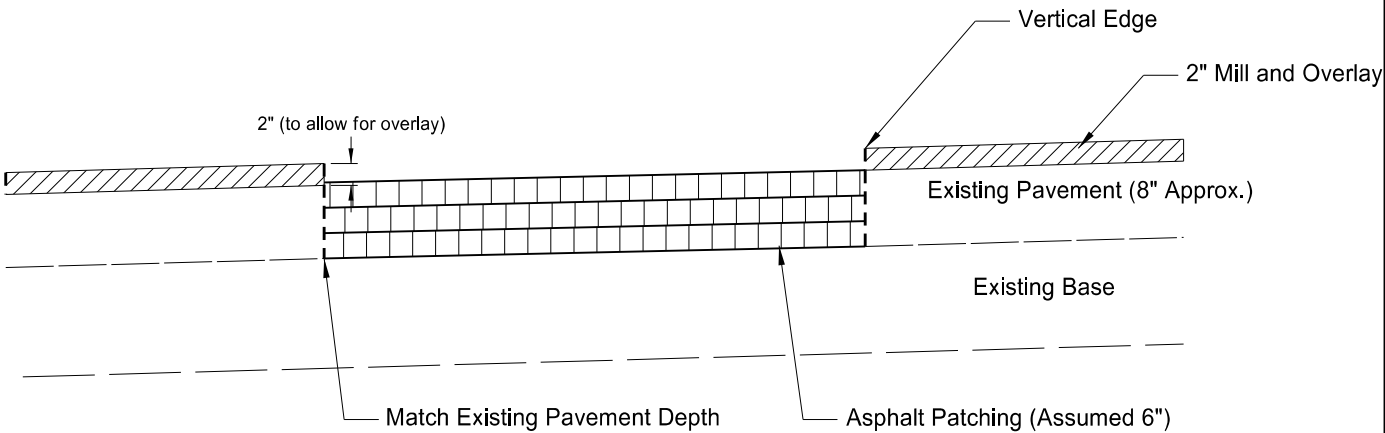 Vertical Edge
2" Mill and Overlay
2" (to allow for overlay)
Existing Pavement (8" Approx.)
Existing Base
Match Existing Pavement Depth
Asphalt Patching (Assumed 6")